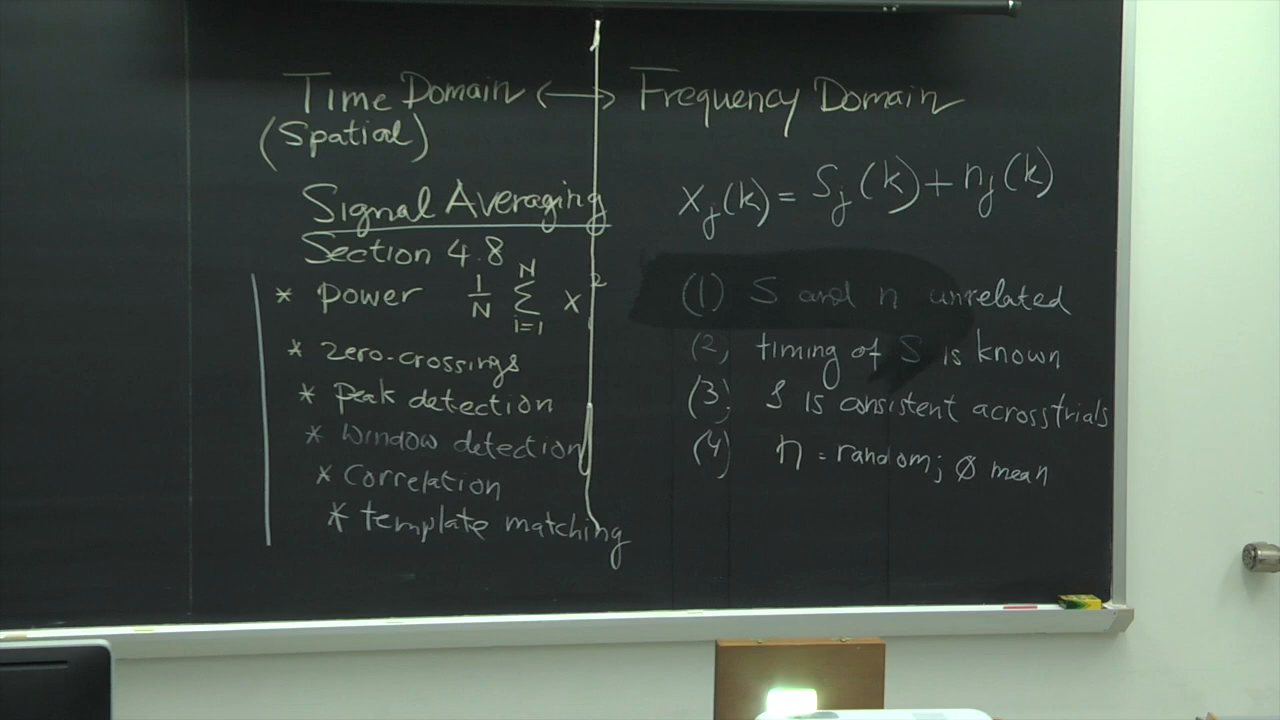 Time Domain ⟷ Frequency Domain
(Spatial)
Signal Averaging
Section 4.8
* power 1/N Σ_{i=1}^{N} x²
* zero-crossings
* peak detection
* window detection
* correlation
* template matching
x_j(k) = S_j(k) + n_j(k)
(1) S and n unrelated
(2) timing of S is known
(3) S is consistent across trials
(4) n = random; ø mean